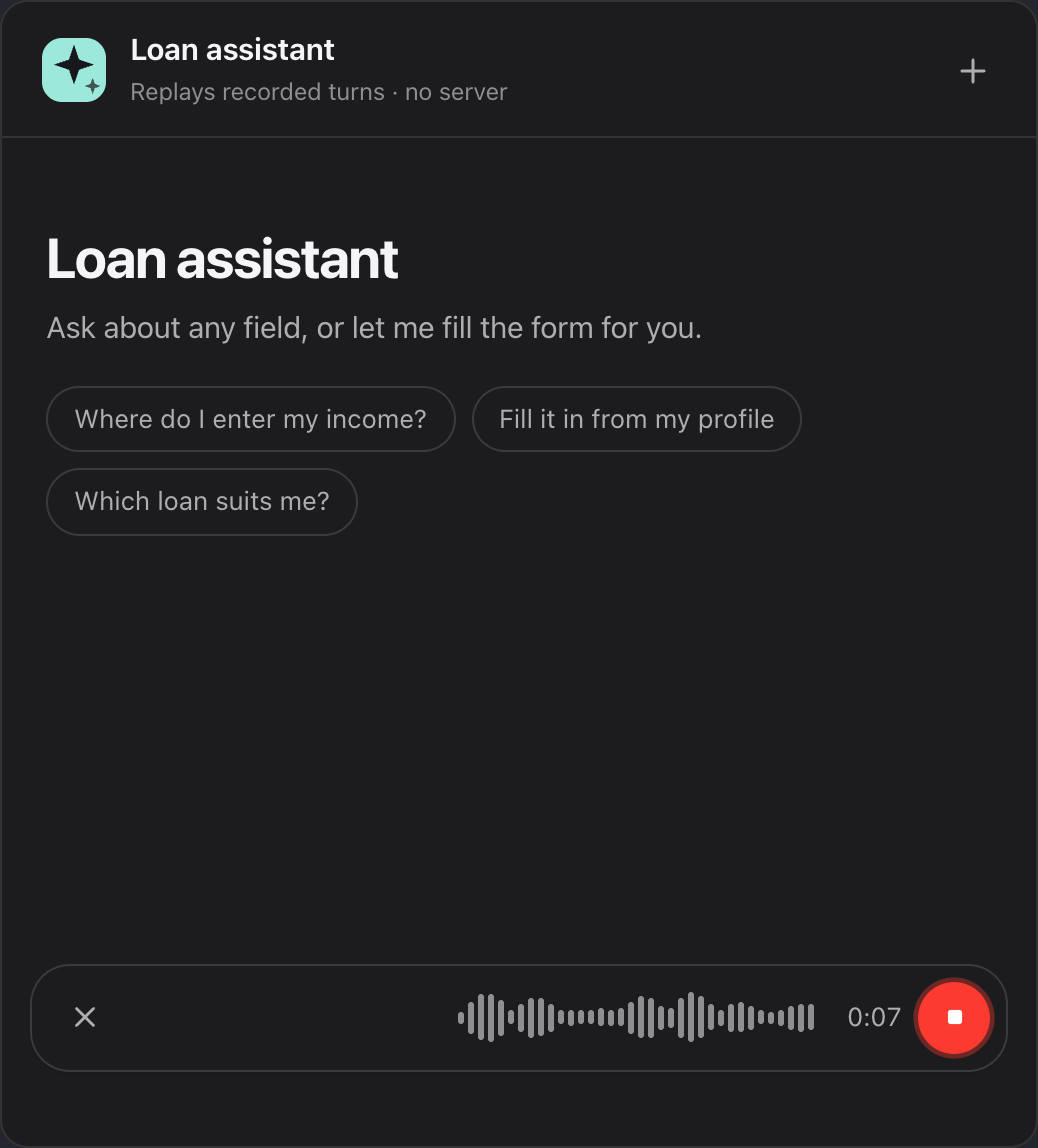 Loan assistant
Replays recorded turns · no server
Loan assistant
Ask about any field, or let me fill the form for you.
Where do I enter my income?
Fill it in from my profile
Which loan suits me?
0:07